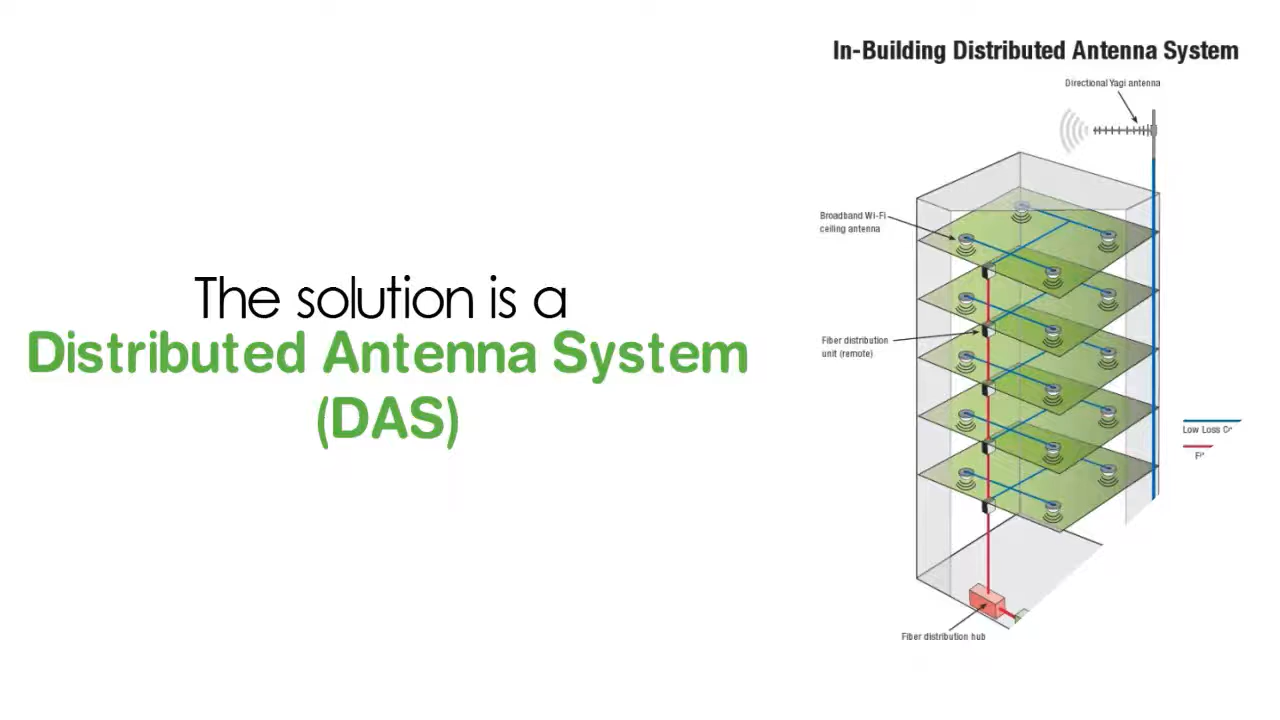 The solution is a
Distributed Antenna System
(DAS)
In-Building Distributed Antenna System
Directional Yagi antenna
Broadband Wi-Fi
ceiling antenna
Fiber distribution
unit (remote)
Low Loss
Fiber distribution hub